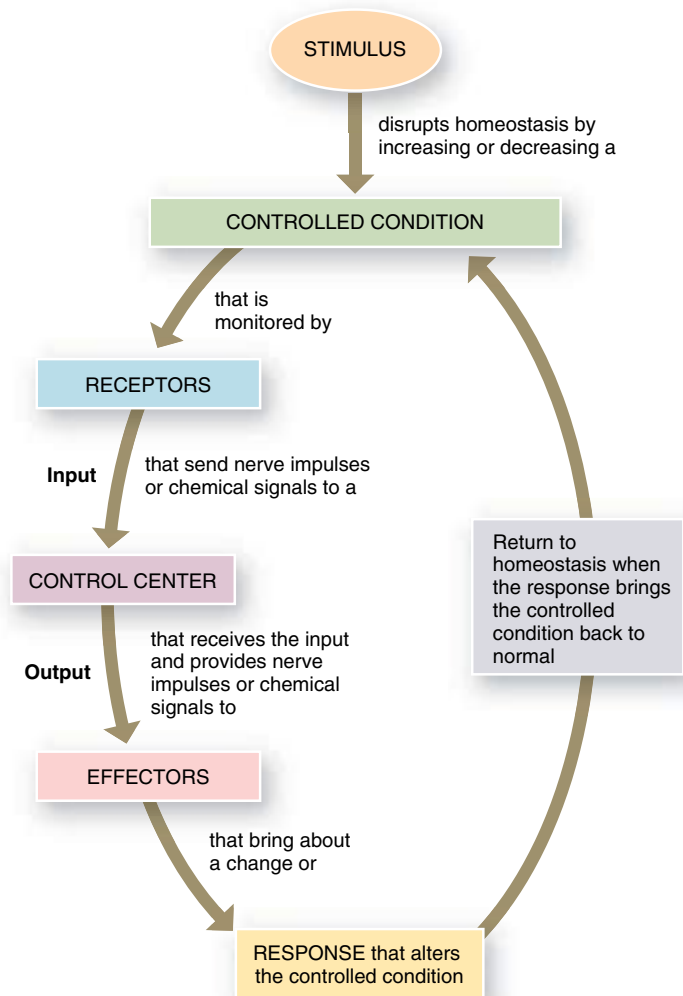 STIMULUS
disrupts homeostasis by
increasing or decreasing a
CONTROLLED CONDITION
that is
monitored by
RECEPTORS
Input
that send nerve impulses
or chemical signals to a
CONTROL CENTER
Output
that receives the input
and provides nerve
impulses or chemical
signals to
EFFECTORS
that bring about
a change or
RESPONSE that alters
the controlled condition
Return to
homeostasis when
the response brings
the controlled
condition back to
normal